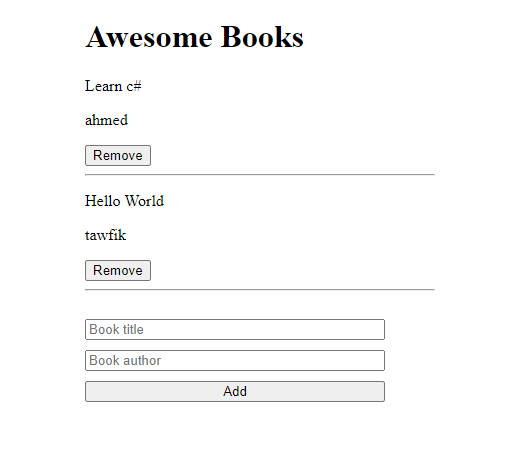 Awesome Books
Learn c#
ahmed
Remove
Hello World
tawfik
Remove
Book title
Book author
Add